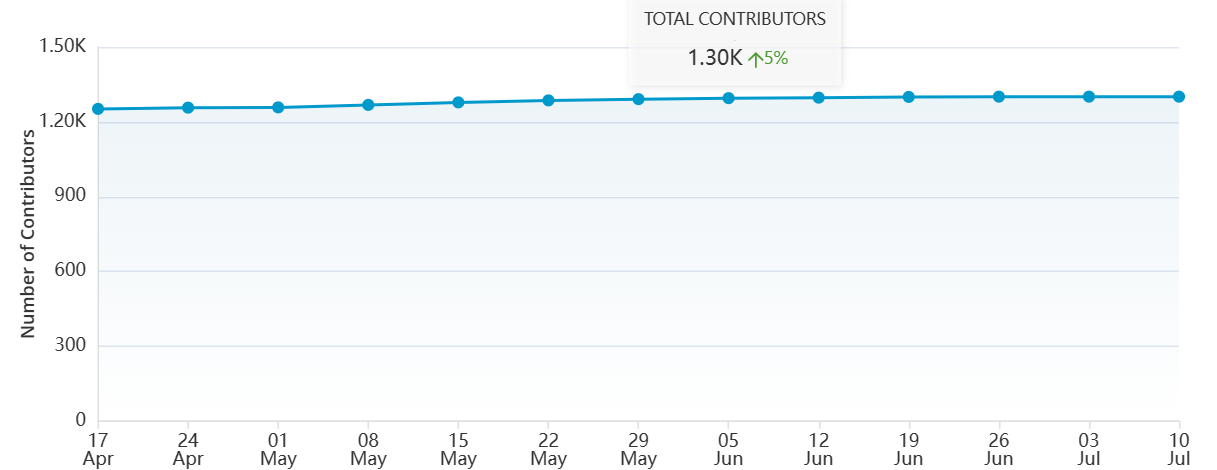 TOTAL CONTRIBUTORS
1.30K ↑5%
1.50K
1.20K
900
600
300
0
Number of Contributors
17 Apr
24 Apr
01 May
08 May
15 May
22 May
29 May
05 Jun
12 Jun
19 Jun
26 Jun
03 Jul
10 Jul